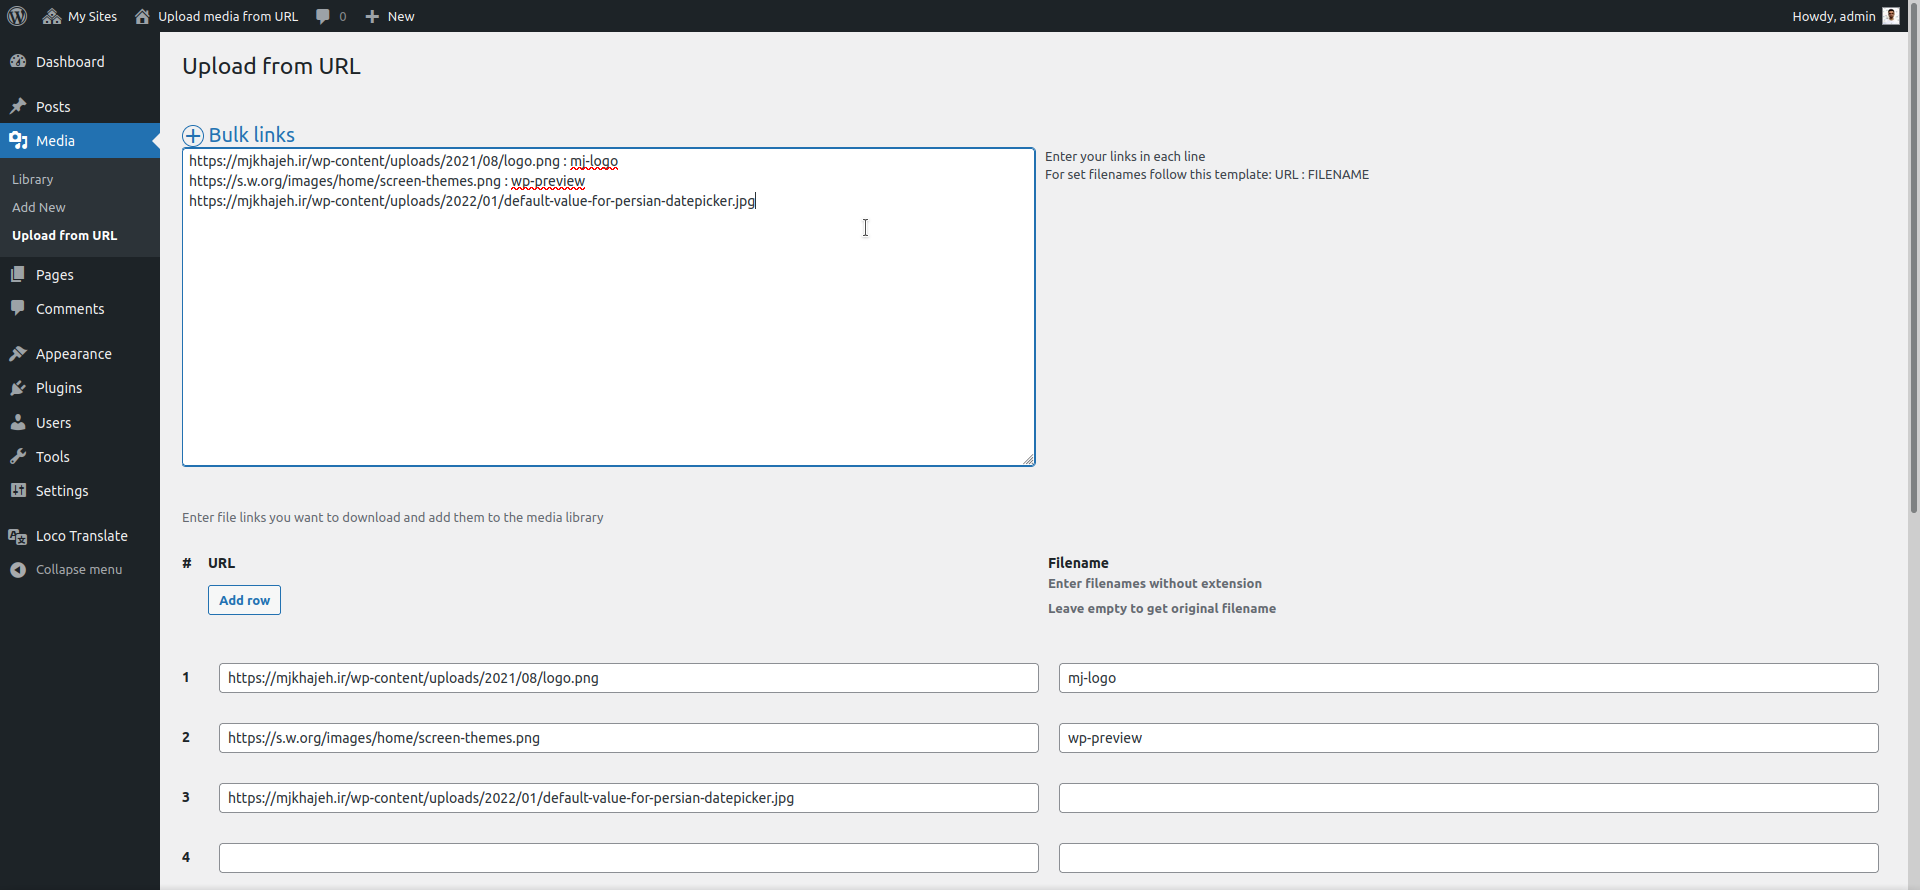 My Sites Upload media from URL 0 New Howdy, admin
Dashboard
Posts
Media
Library
Add New
Upload from URL
Pages
Comments
Appearance
Plugins
Users
Tools
Settings
Loco Translate
Collapse menu
Upload from URL
Bulk links
https://mjkhajeh.ir/wp-content/uploads/2021/08/logo.png : mj-logo
https://s.w.org/images/home/screen-themes.png : wp-preview
https://mjkhajeh.ir/wp-content/uploads/2022/01/default-value-for-persian-datepicker.jpg
Enter your links in each line
For set filenames follow this template: URL : FILENAME
Enter file links you want to download and add them to the media library
# URL Filename
Enter filenames without extension
Add row
Leave empty to get original filename
1 https://mjkhajeh.ir/wp-content/uploads/2021/08/logo.png mj-logo
2 https://s.w.org/images/home/screen-themes.png wp-preview
3 https://mjkhajeh.ir/wp-content/uploads/2022/01/default-value-for-persian-datepicker.jpg
4